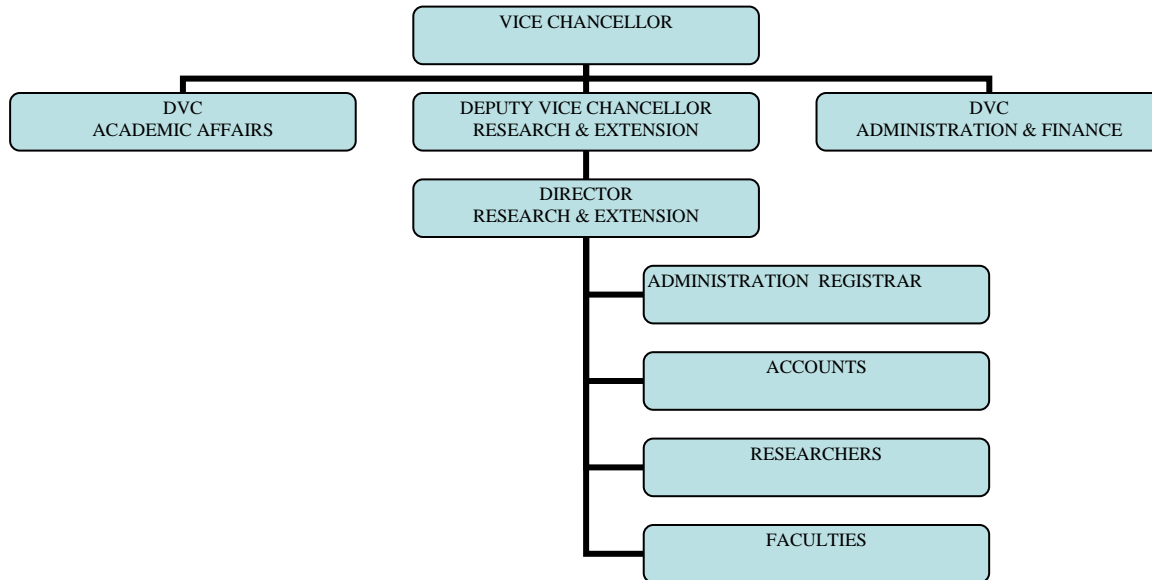 VICE CHANCELLOR
DVC
ACADEMIC AFFAIRS
DEPUTY VICE CHANCELLOR
RESEARCH & EXTENSION
DVC
ADMINISTRATION & FINANCE
DIRECTOR
RESEARCH & EXTENSION
ADMINISTRATION REGISTRAR
ACCOUNTS
RESEARCHERS
FACULTIES